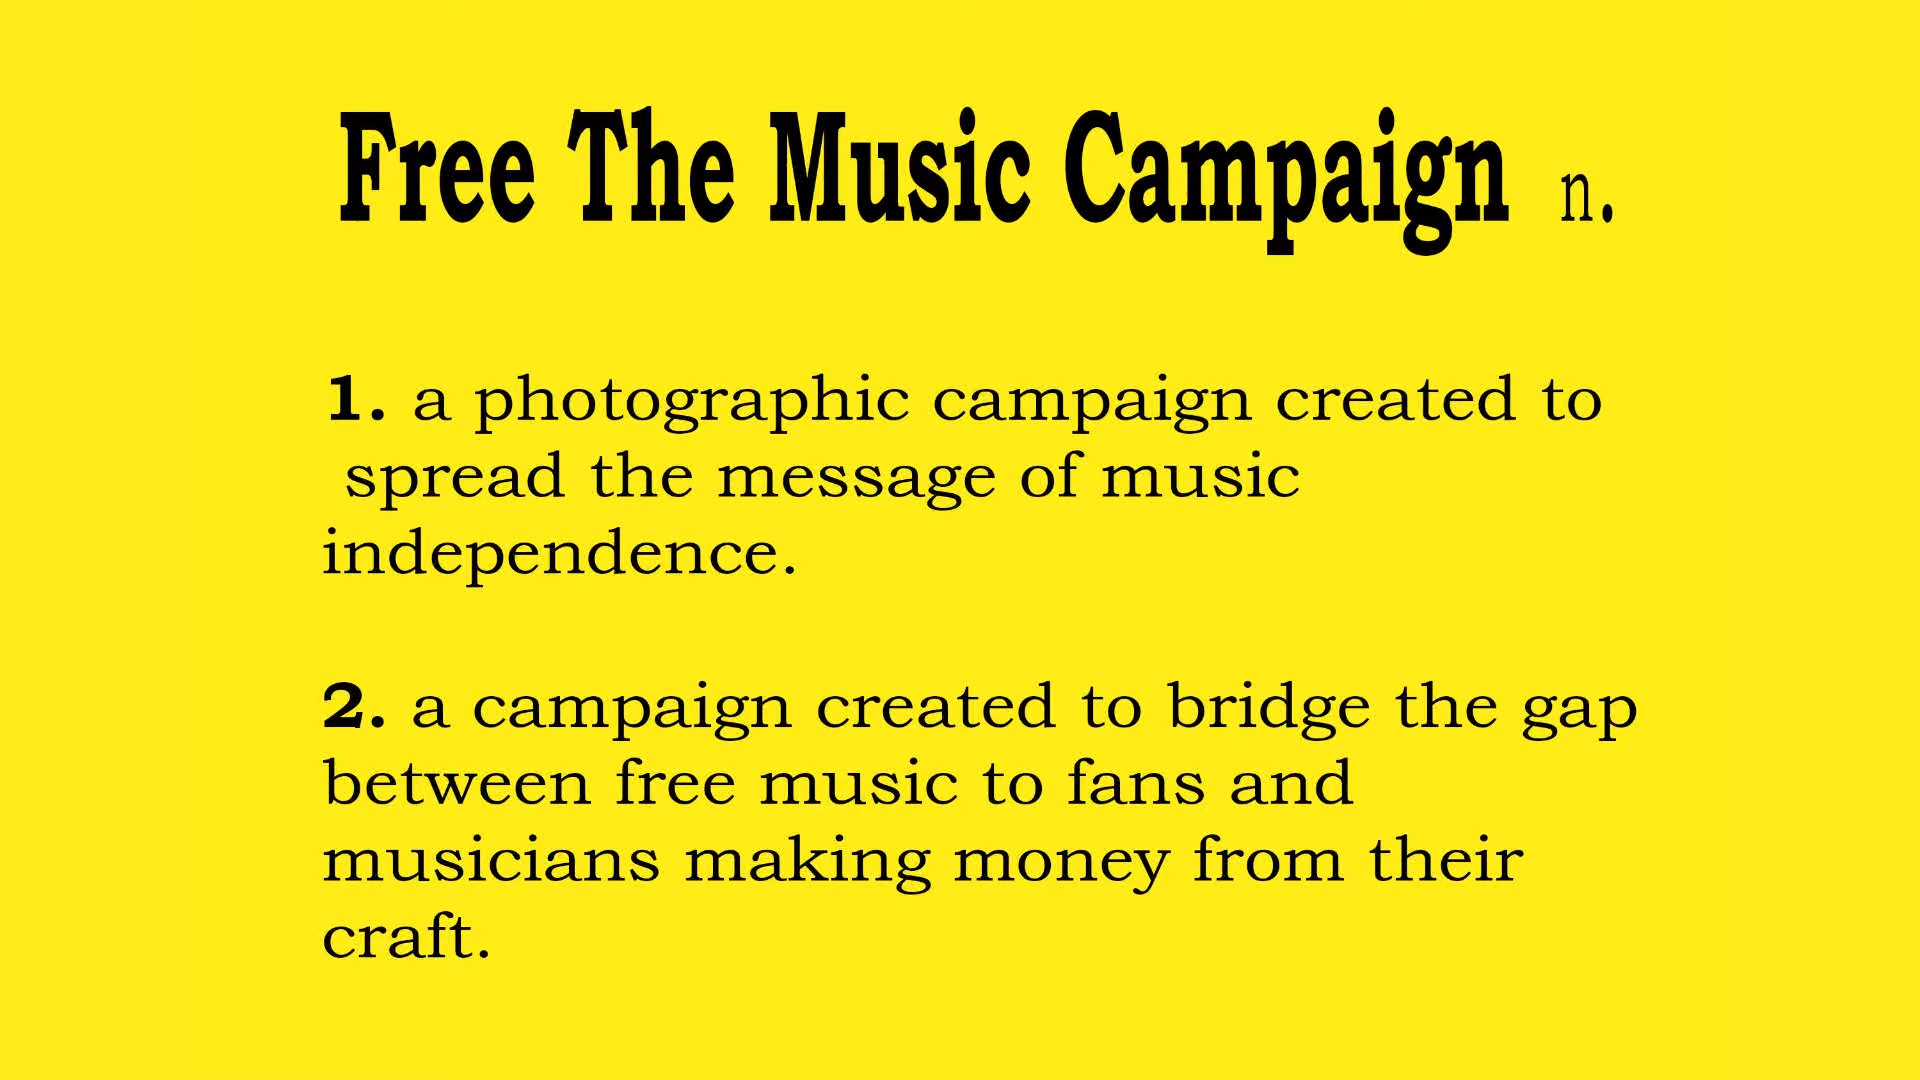 Free The Music Campaign n.
1. a photographic campaign created to
spread the message of music
independence.
2. a campaign created to bridge the gap
between free music to fans and
musicians making money from their
craft.